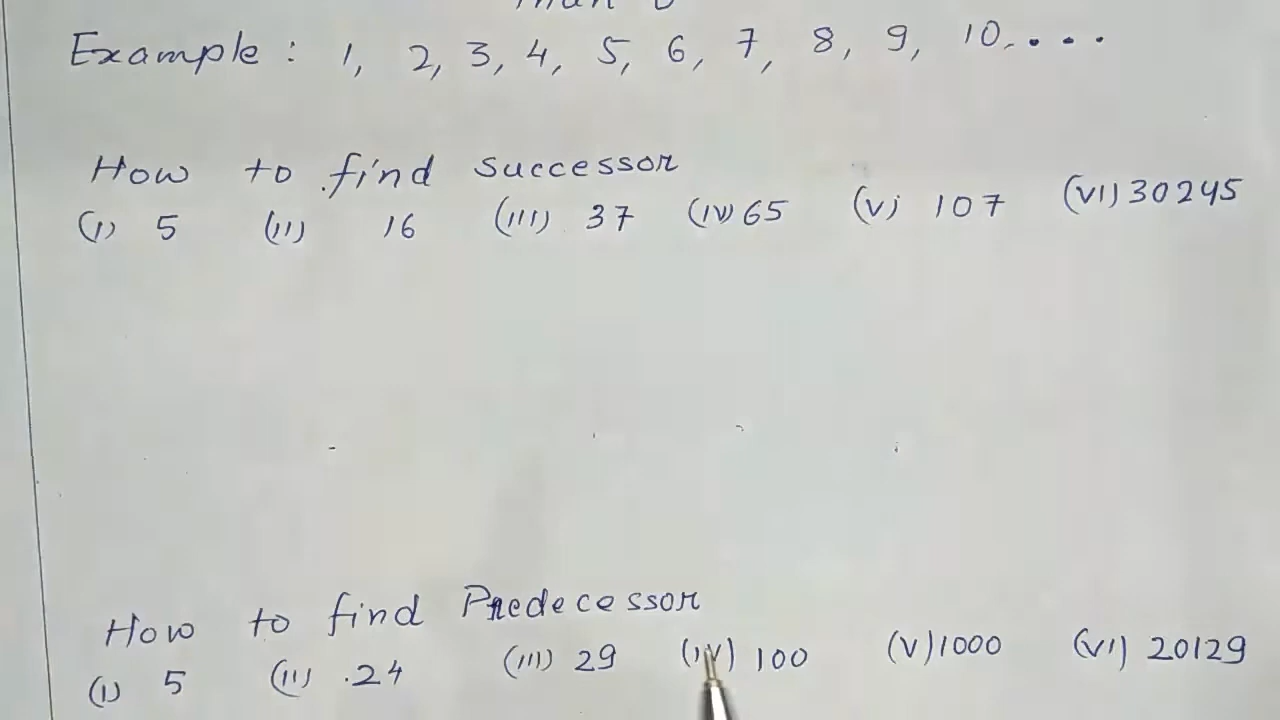 Example : 1, 2, 3, 4, 5, 6, 7, 8, 9, 10, . . . .
How to find successor
(I) 5 (II) 16 (III) 37 (IV) 65 (V) 107 (VI) 30245
How to find Predecessor
(I) 5 (II) 24 (III) 29 (IV) 100 (V) 1000 (VI) 20129